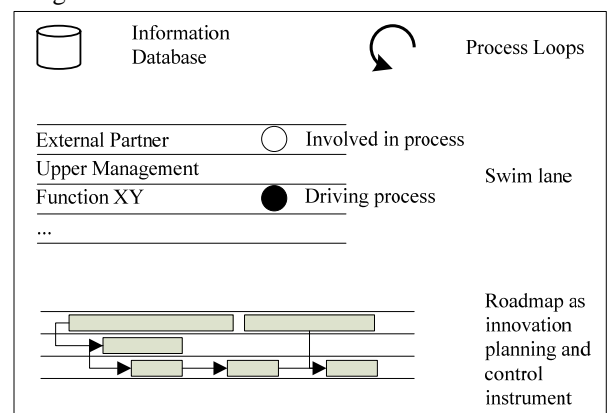 Information
Database
Process Loops
External Partner
Involved in process
Upper Management
Swim lane
Function XY
Driving process
...
Roadmap as
innovation
planning and
control
instrument